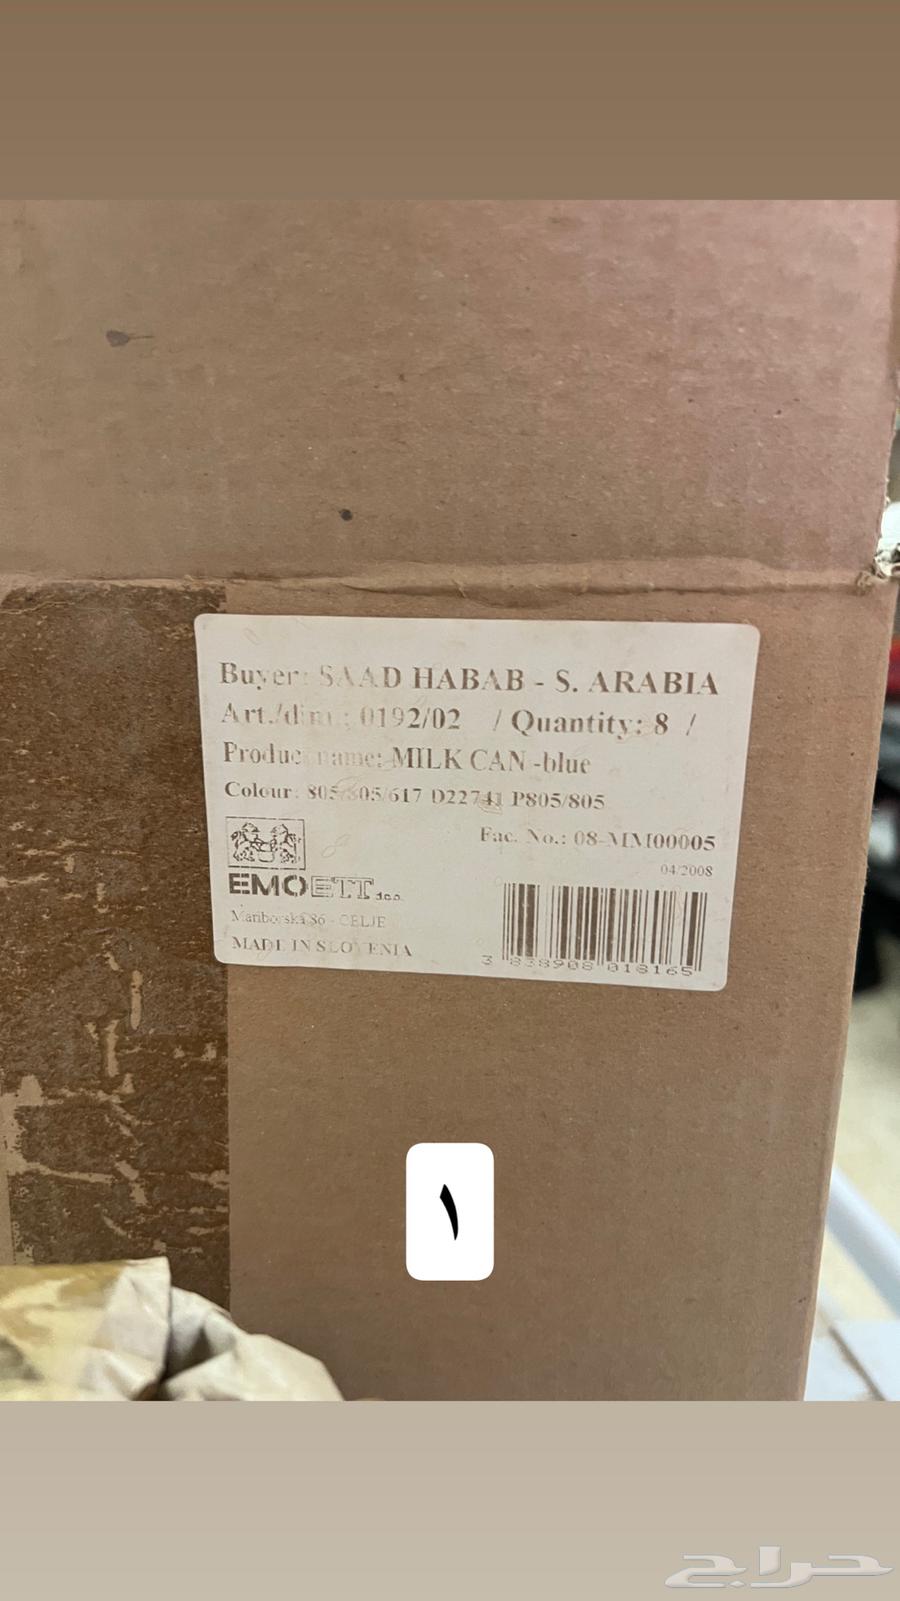 Buyer: SAAD HABAB - S. ARABIA
Art./dim.: 0192/02 / Quantity: 8 /
Product name: MILK CAN -blue
Colour: 805/805/617 D22741 P805/805
Fac. No.: 08-MM00005
04/2008
EMOETT d.o.o.
Mariborska 86 - CELJE
MADE IN SLOVENIA
3 838908 018165
١
حراج